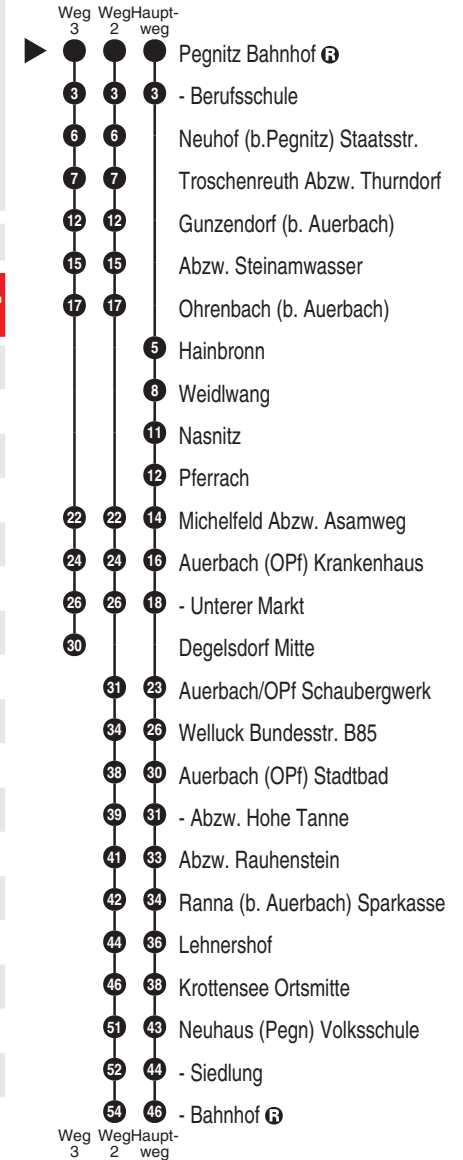 Weg WegHaupt-
3 2 weg
Pegnitz Bahnhof R
3 3 3 - Berufsschule
6 6 Neuhof (b.Pegnitz) Staatsstr.
7 7 Troschenreuth Abzw. Thurndorf
12 12 Gunzendorf (b. Auerbach)
15 15 Abzw. Steinamwasser
17 17 Ohrenbach (b. Auerbach)
5 Hainbronn
8 Weidlwang
11 Nasnitz
12 Pferrach
22 22 14 Michelfeld Abzw. Asamweg
24 24 16 Auerbach (OPf) Krankenhaus
26 26 18 - Unterer Markt
30 Degelsdorf Mitte
31 23 Auerbach/OPf Schaubergwerk
34 26 Welluck Bundesstr. B85
38 30 Auerbach (OPf) Stadtbad
39 31 - Abzw. Hohe Tanne
41 33 Abzw. Rauhenstein
42 34 Ranna (b. Auerbach) Sparkasse
44 36 Lehnershof
46 38 Krottensee Ortsmitte
51 43 Neuhaus (Pegn) Volksschule
52 44 - Siedlung
54 46 - Bahnhof R
Weg WegHaupt-
3 2 weg